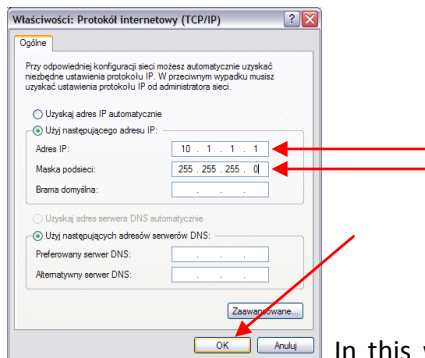 Właściwości: Protokół internetowy (TCP/IP)
Ogólne
Przy odpowiedniej konfiguracji sieci możesz automatycznie uzyskać
niezbędne ustawienia protokołu IP. W przeciwnym wypadku musisz
uzyskać ustawienia protokołu IP od administratora sieci.
Uzyskaj adres IP automatycznie
Użyj następującego adresu IP:
Adres IP: 10 . 1 . 1 . 1
Maska podsieci: 255 . 255 . 255 . 0
Brama domyślna: . . .
Uzyskaj adres serwera DNS automatycznie
Użyj następujących adresów serwerów DNS:
Preferowany serwer DNS: . . .
Alternatywny serwer DNS: . . .
Zaawansowane...
OK Anuluj
In this